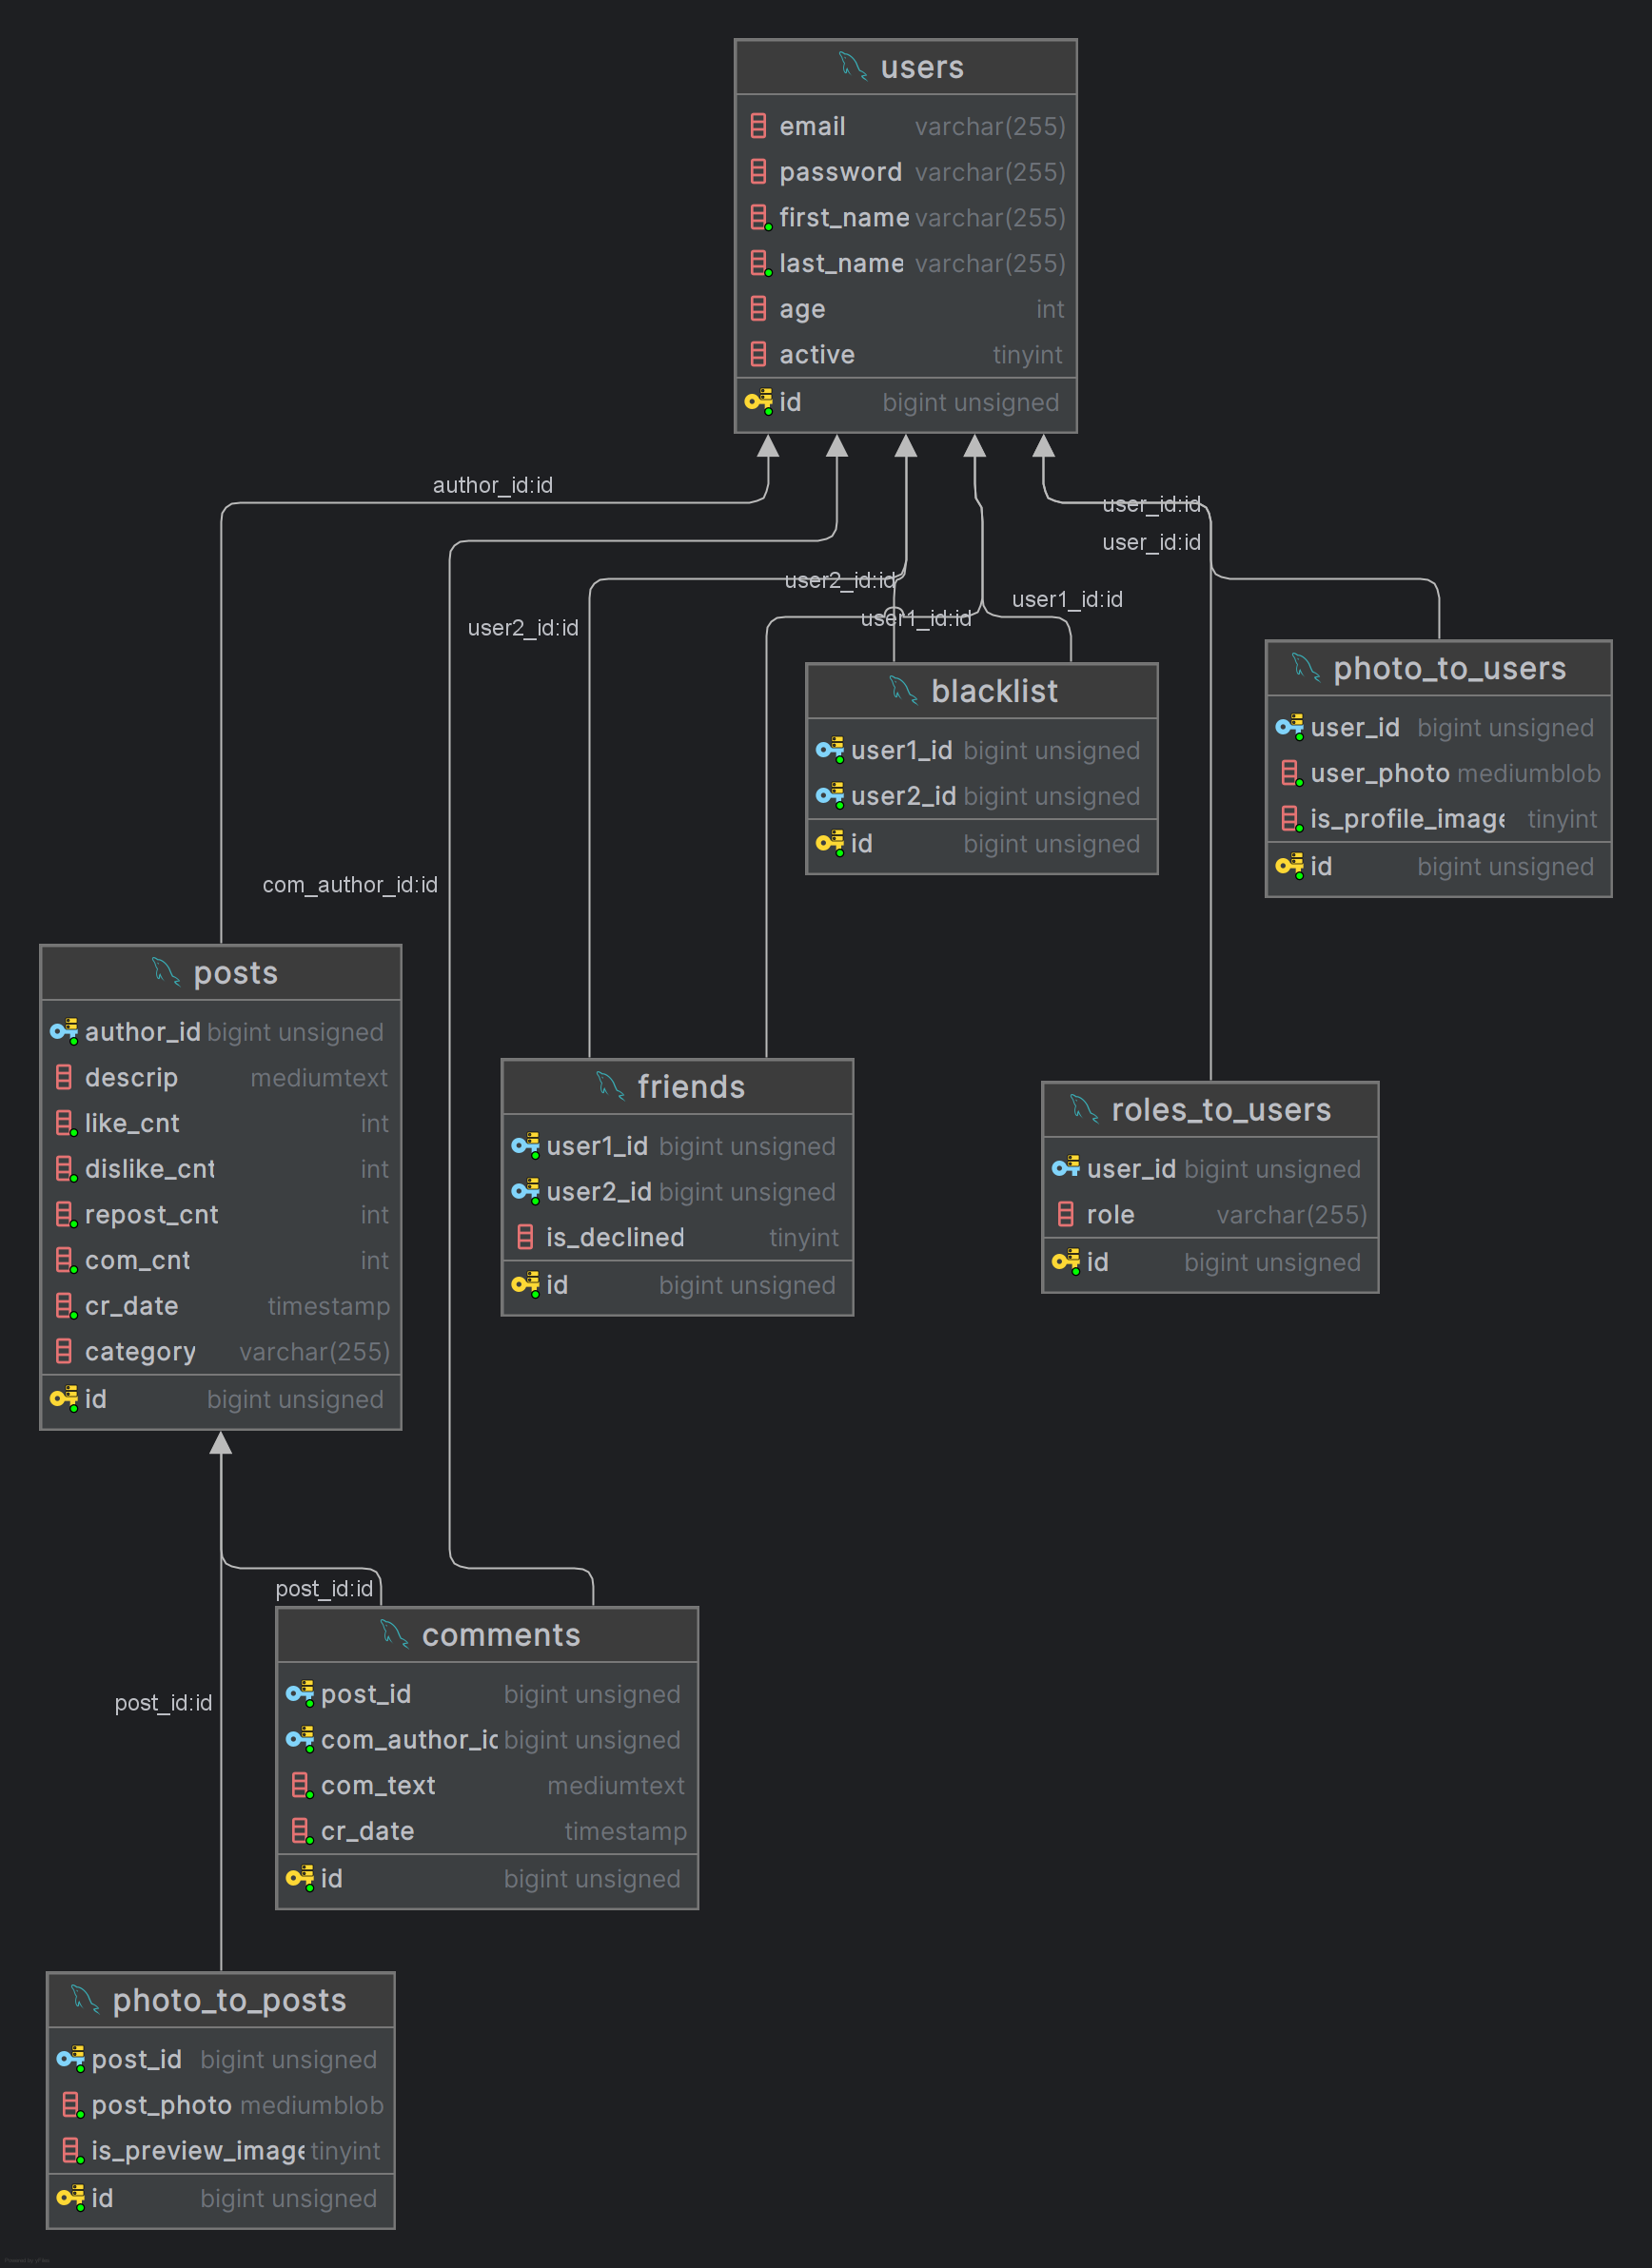 users
email varchar(255)
password varchar(255)
first_name varchar(255)
last_name varchar(255)
age int
active tinyint
id bigint unsigned
author_id:id
user_id:id
user_id:id
user2_id:id
user1_id:id
user1_id:id
user2_id:id
com_author_id:id
blacklist
user1_id bigint unsigned
user2_id bigint unsigned
id bigint unsigned
photo_to_users
user_id bigint unsigned
user_photo mediumblob
is_profile_image tinyint
id bigint unsigned
posts
author_id bigint unsigned
descrip mediumtext
like_cnt int
dislike_cnt int
repost_cnt int
com_cnt int
cr_date timestamp
category varchar(255)
id bigint unsigned
friends
user1_id bigint unsigned
user2_id bigint unsigned
is_declined tinyint
id bigint unsigned
roles_to_users
user_id bigint unsigned
role varchar(255)
id bigint unsigned
post_id:id
comments
post_id bigint unsigned
com_author_id bigint unsigned
com_text mediumtext
cr_date timestamp
id bigint unsigned
post_id:id
photo_to_posts
post_id bigint unsigned
post_photo mediumblob
is_preview_image tinyint
id bigint unsigned
Powered by yFiles